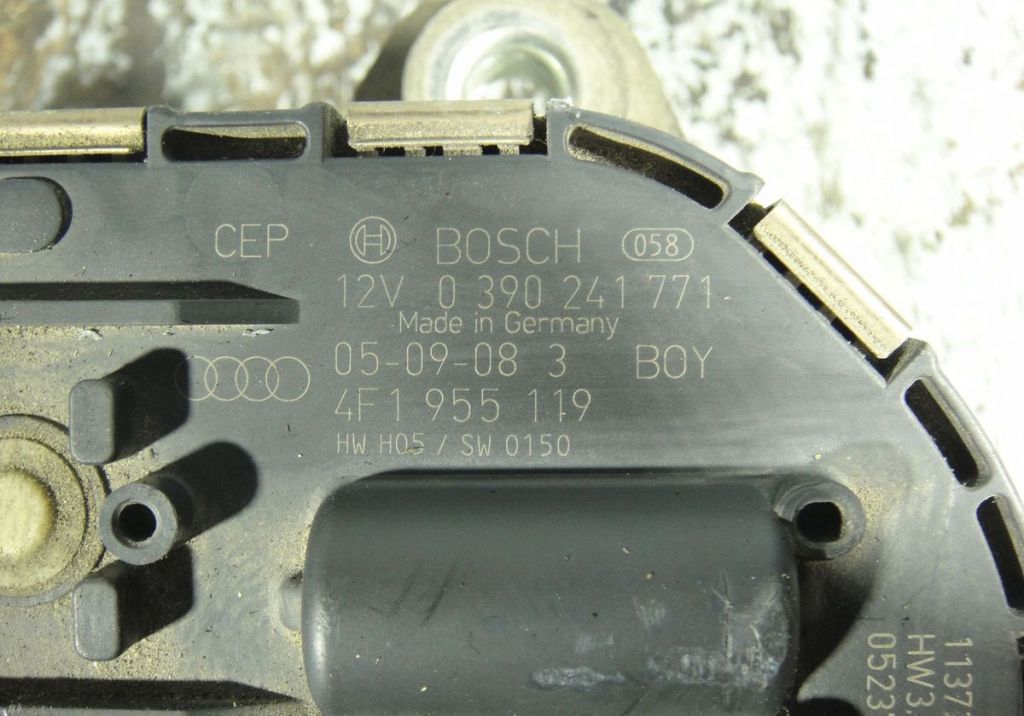 CEP BOSCH 058
12V 0 390 241 771
Made in Germany
05-09-08 3 BOY
4F1 955 119
HW H05 / SW 0150
0523